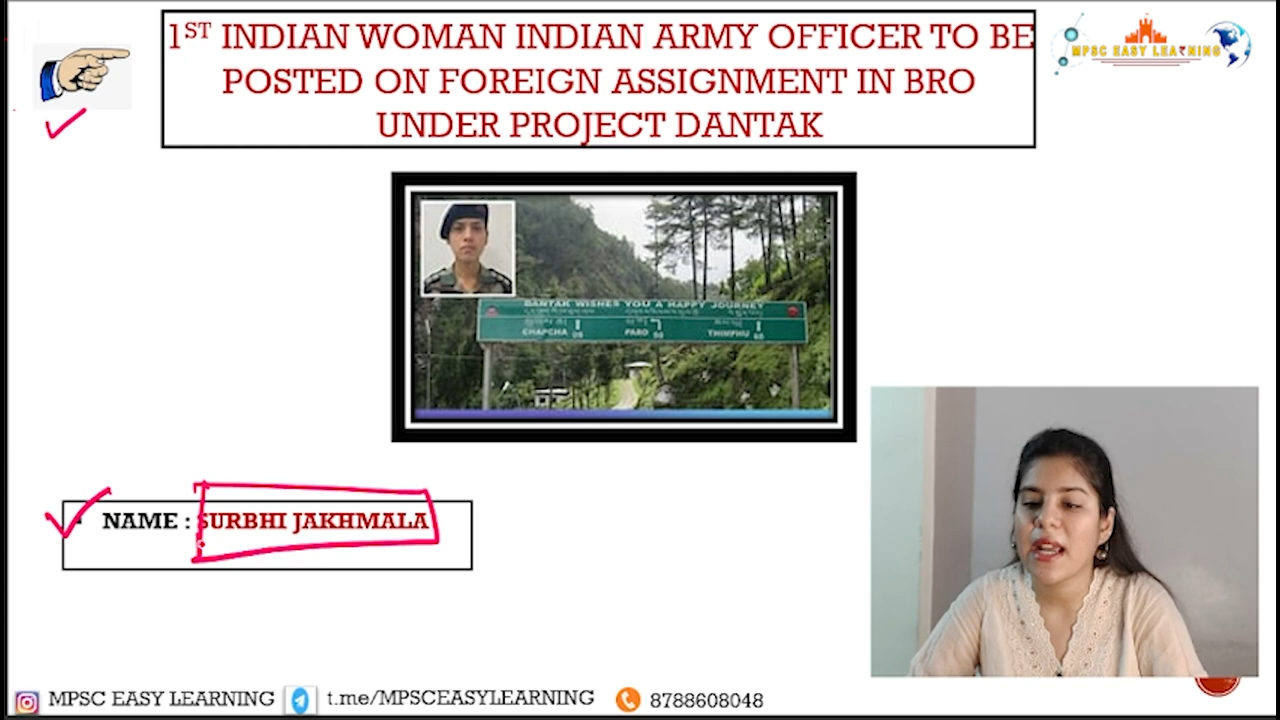 1ST INDIAN WOMAN INDIAN ARMY OFFICER TO BE
POSTED ON FOREIGN ASSIGNMENT IN BRO
UNDER PROJECT DANTAK
MPSC EASY LEARNING
DANTAK WISHES YOU A HAPPY JOURNEY
CHAPCHA
PARO
THIMPHU
NAME : SURBHI JAKHMALA
MPSC EASY LEARNING t.me/MPSCEASYLEARNING 8788608048